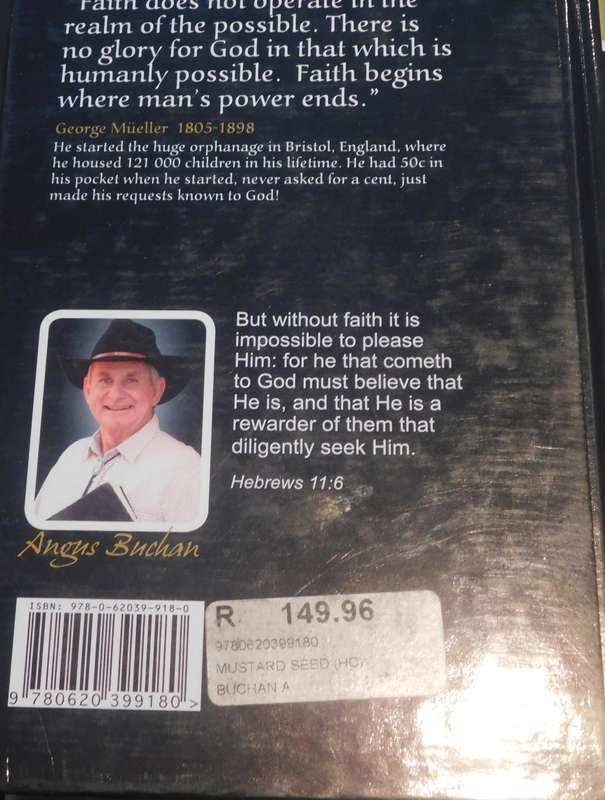 "Faith does not operate in the
realm of the possible. There is
no glory for God in that which is
humanly possible. Faith begins
where man's power ends."
George Müeller 1805-1898
He started the huge orphanage in Bristol, England, where
he housed 121 000 children in his lifetime. He had 50c in
his pocket when he started, never asked for a cent, just
made his requests known to God!
But without faith it is
impossible to please
Him: for he that cometh
to God must believe that
He is, and that He is a
rewarder of them that
diligently seek Him.
Hebrews 11:6
Angus Buchan
ISBN: 978-0-62039-918-0
9 780620 399180 >
R 149.96
9780620399180
MUSTARD SEED (HC)
BUCHAN A